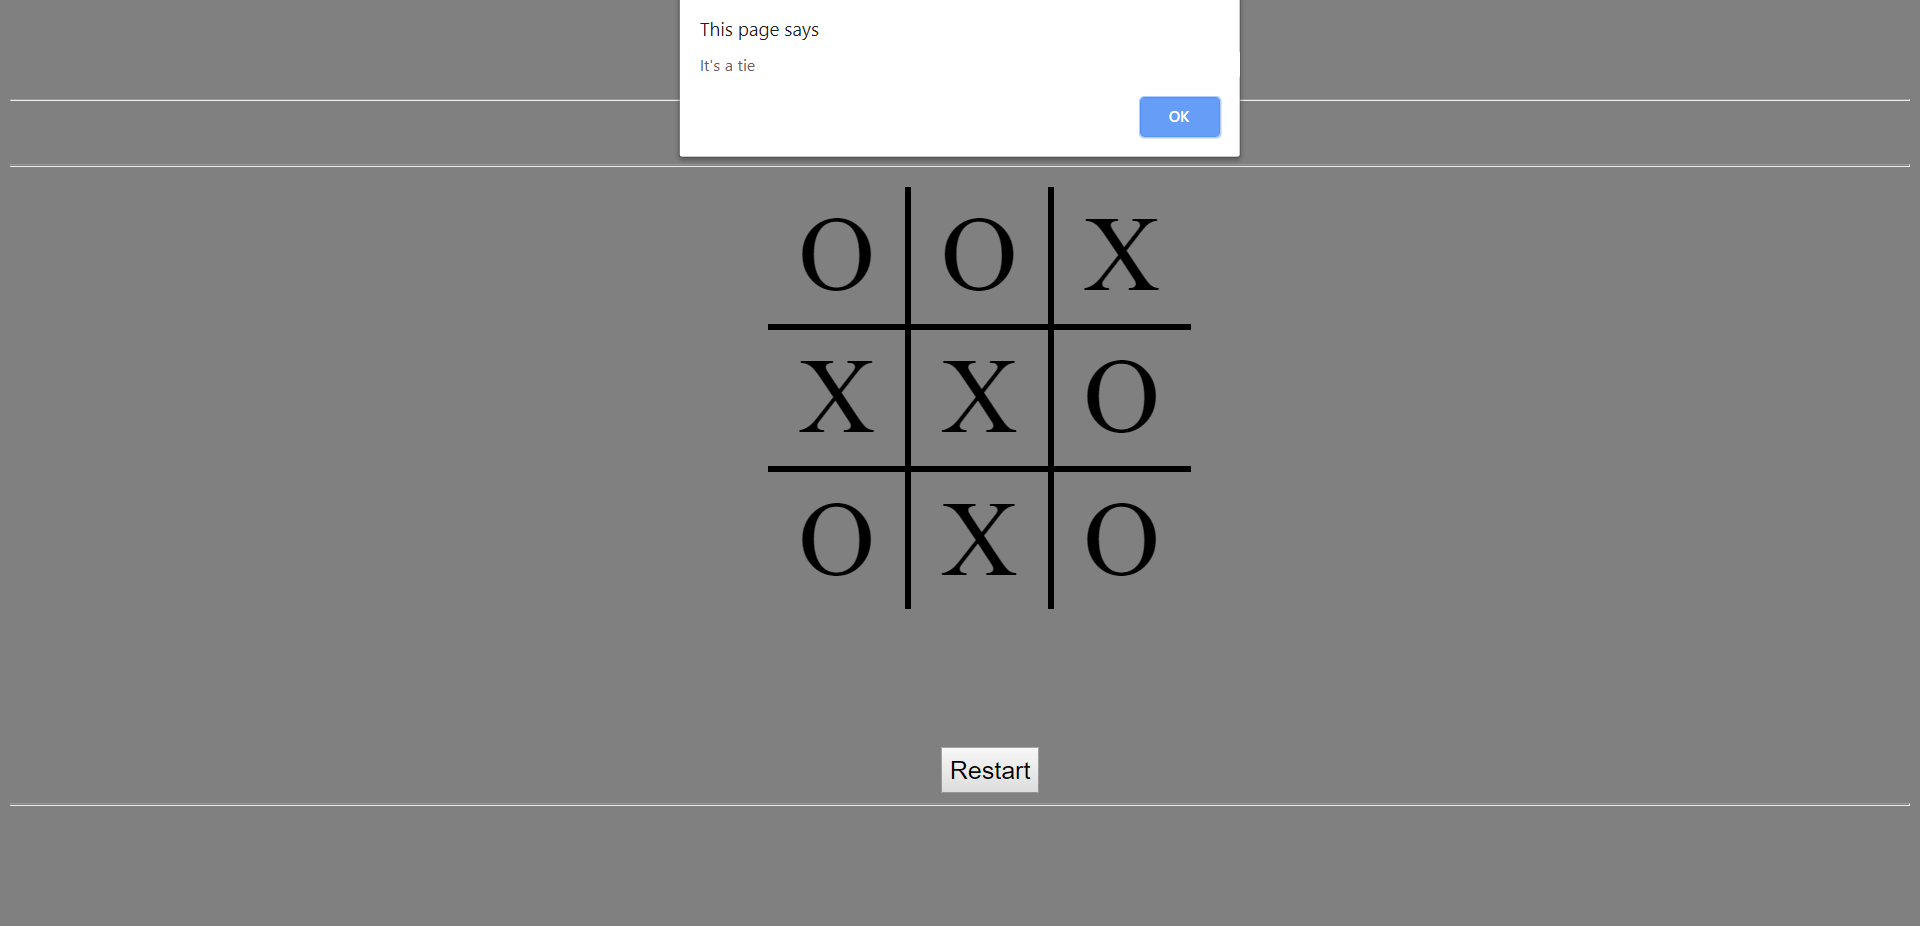 This page says
It's a tie
OK
O O X
X X O
O X O
Restart